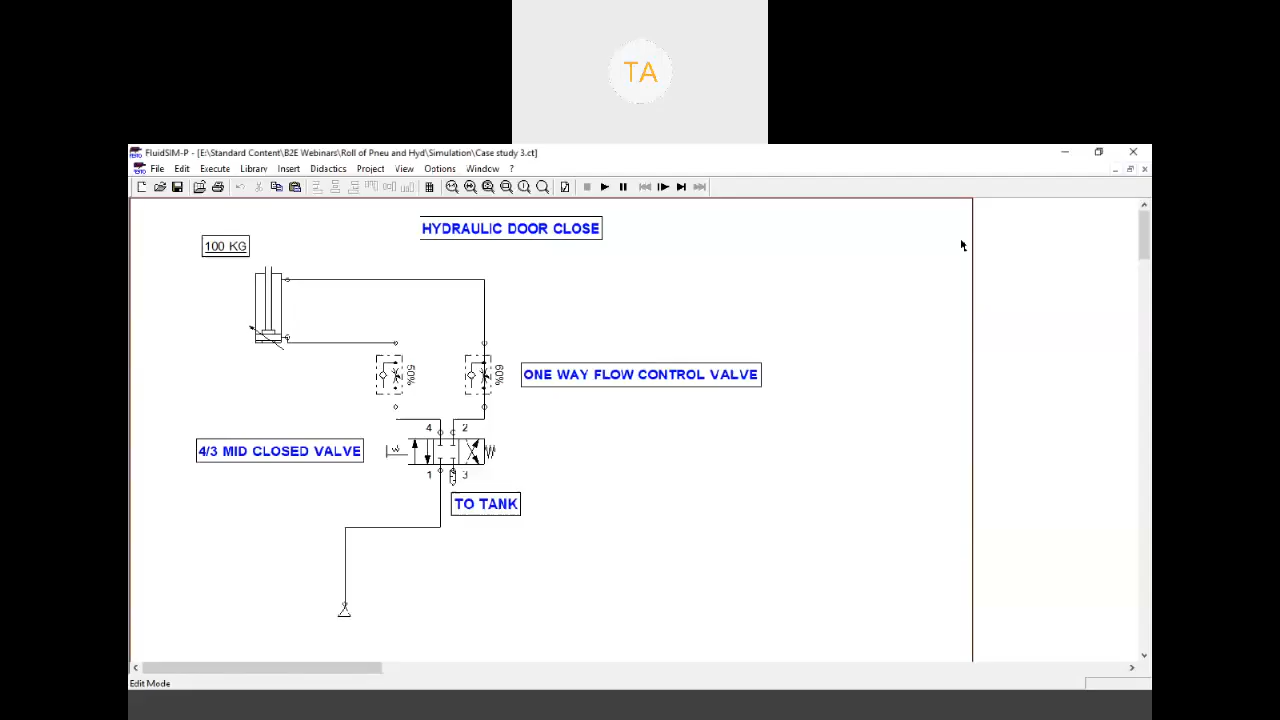 TA
FluidSIM-P - [E:\Standard Content\B2E Webinars\Roll of Pneu and Hyd\Simulation\Case study 3.ct]
File Edit Execute Library Insert Didactics Project View Options Window ?
HYDRAULIC DOOR CLOSE
100 KG
50%
60%
ONE WAY FLOW CONTROL VALVE
4 2
4/3 MID CLOSED VALVE
1 3
TO TANK
Edit Mode